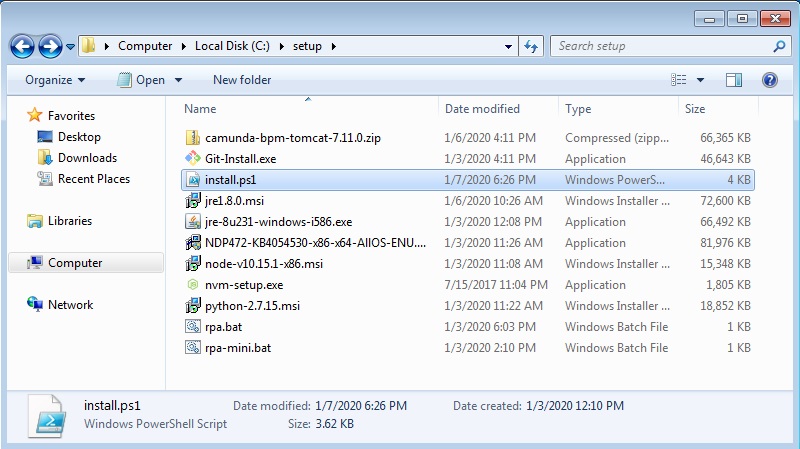 Computer Local Disk (C:) setup Search setup
Organize Open New folder
Name Date modified Type Size
Favorites
Desktop
Downloads
Recent Places
Libraries
Computer
Network
camunda-bpm-tomcat-7.11.0.zip 1/6/2020 4:11 PM Compressed (zipp... 66,365 KB
Git-Install.exe 1/3/2020 4:11 PM Application 46,643 KB
install.ps1 1/7/2020 6:26 PM Windows PowerS... 4 KB
jre1.8.0.msi 1/6/2020 10:26 AM Windows Installer ... 72,600 KB
jre-8u231-windows-i586.exe 1/3/2020 12:08 PM Application 66,492 KB
NDP472-KB4054530-x86-x64-AllOS-ENU.... 1/3/2020 11:26 AM Application 81,976 KB
node-v10.15.1-x86.msi 1/3/2020 11:08 AM Windows Installer ... 15,348 KB
nvm-setup.exe 7/15/2017 11:04 PM Application 1,805 KB
python-2.7.15.msi 1/3/2020 11:22 AM Windows Installer ... 18,852 KB
rpa.bat 1/3/2020 6:03 PM Windows Batch File 1 KB
rpa-mini.bat 1/3/2020 2:10 PM Windows Batch File 1 KB
install.ps1 Date modified: 1/7/2020 6:26 PM Date created: 1/3/2020 12:10 PM
Windows PowerShell Script Size: 3.62 KB